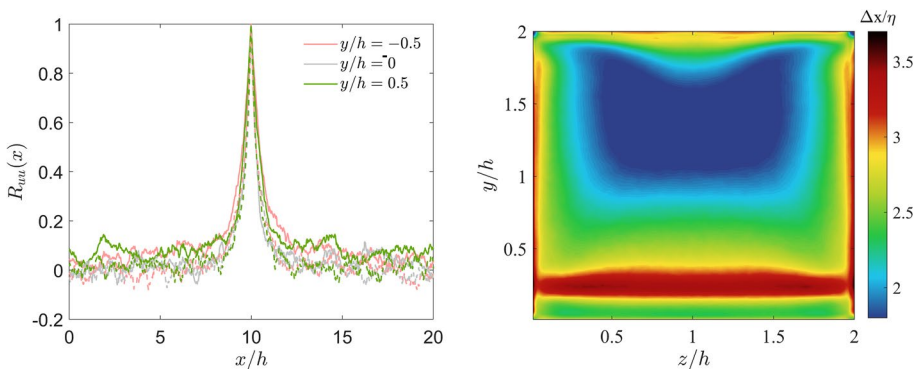 1
0.8
0.6
0.4
0.2
0
-0.2
0 5 10 15 20
R_uu(x)
x/h
y/h = −0.5
y/h = 0
y/h = 0.5
2
1.5
1
0.5
0.5 1 1.5 2
y/h
z/h
Δx/η
3.5
3
2.5
2